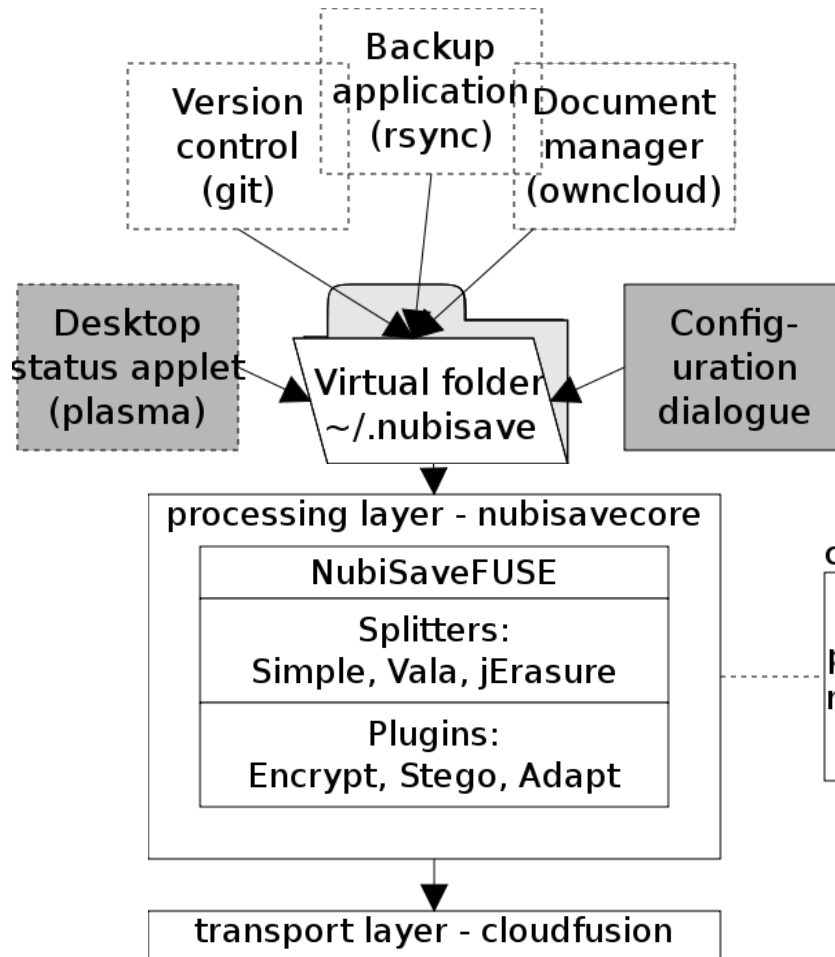 Backup
application
(rsync)
Version
control
(git)
Document
manager
(owncloud)
Desktop
status applet
(plasma)
Virtual folder
~/.nubisave
Config-
uration
dialogue
processing layer - nubisavecore
NubiSaveFUSE
Splitters:
Simple, Vala, jErasure
Plugins:
Encrypt, Stego, Adapt
transport layer - cloudfusion